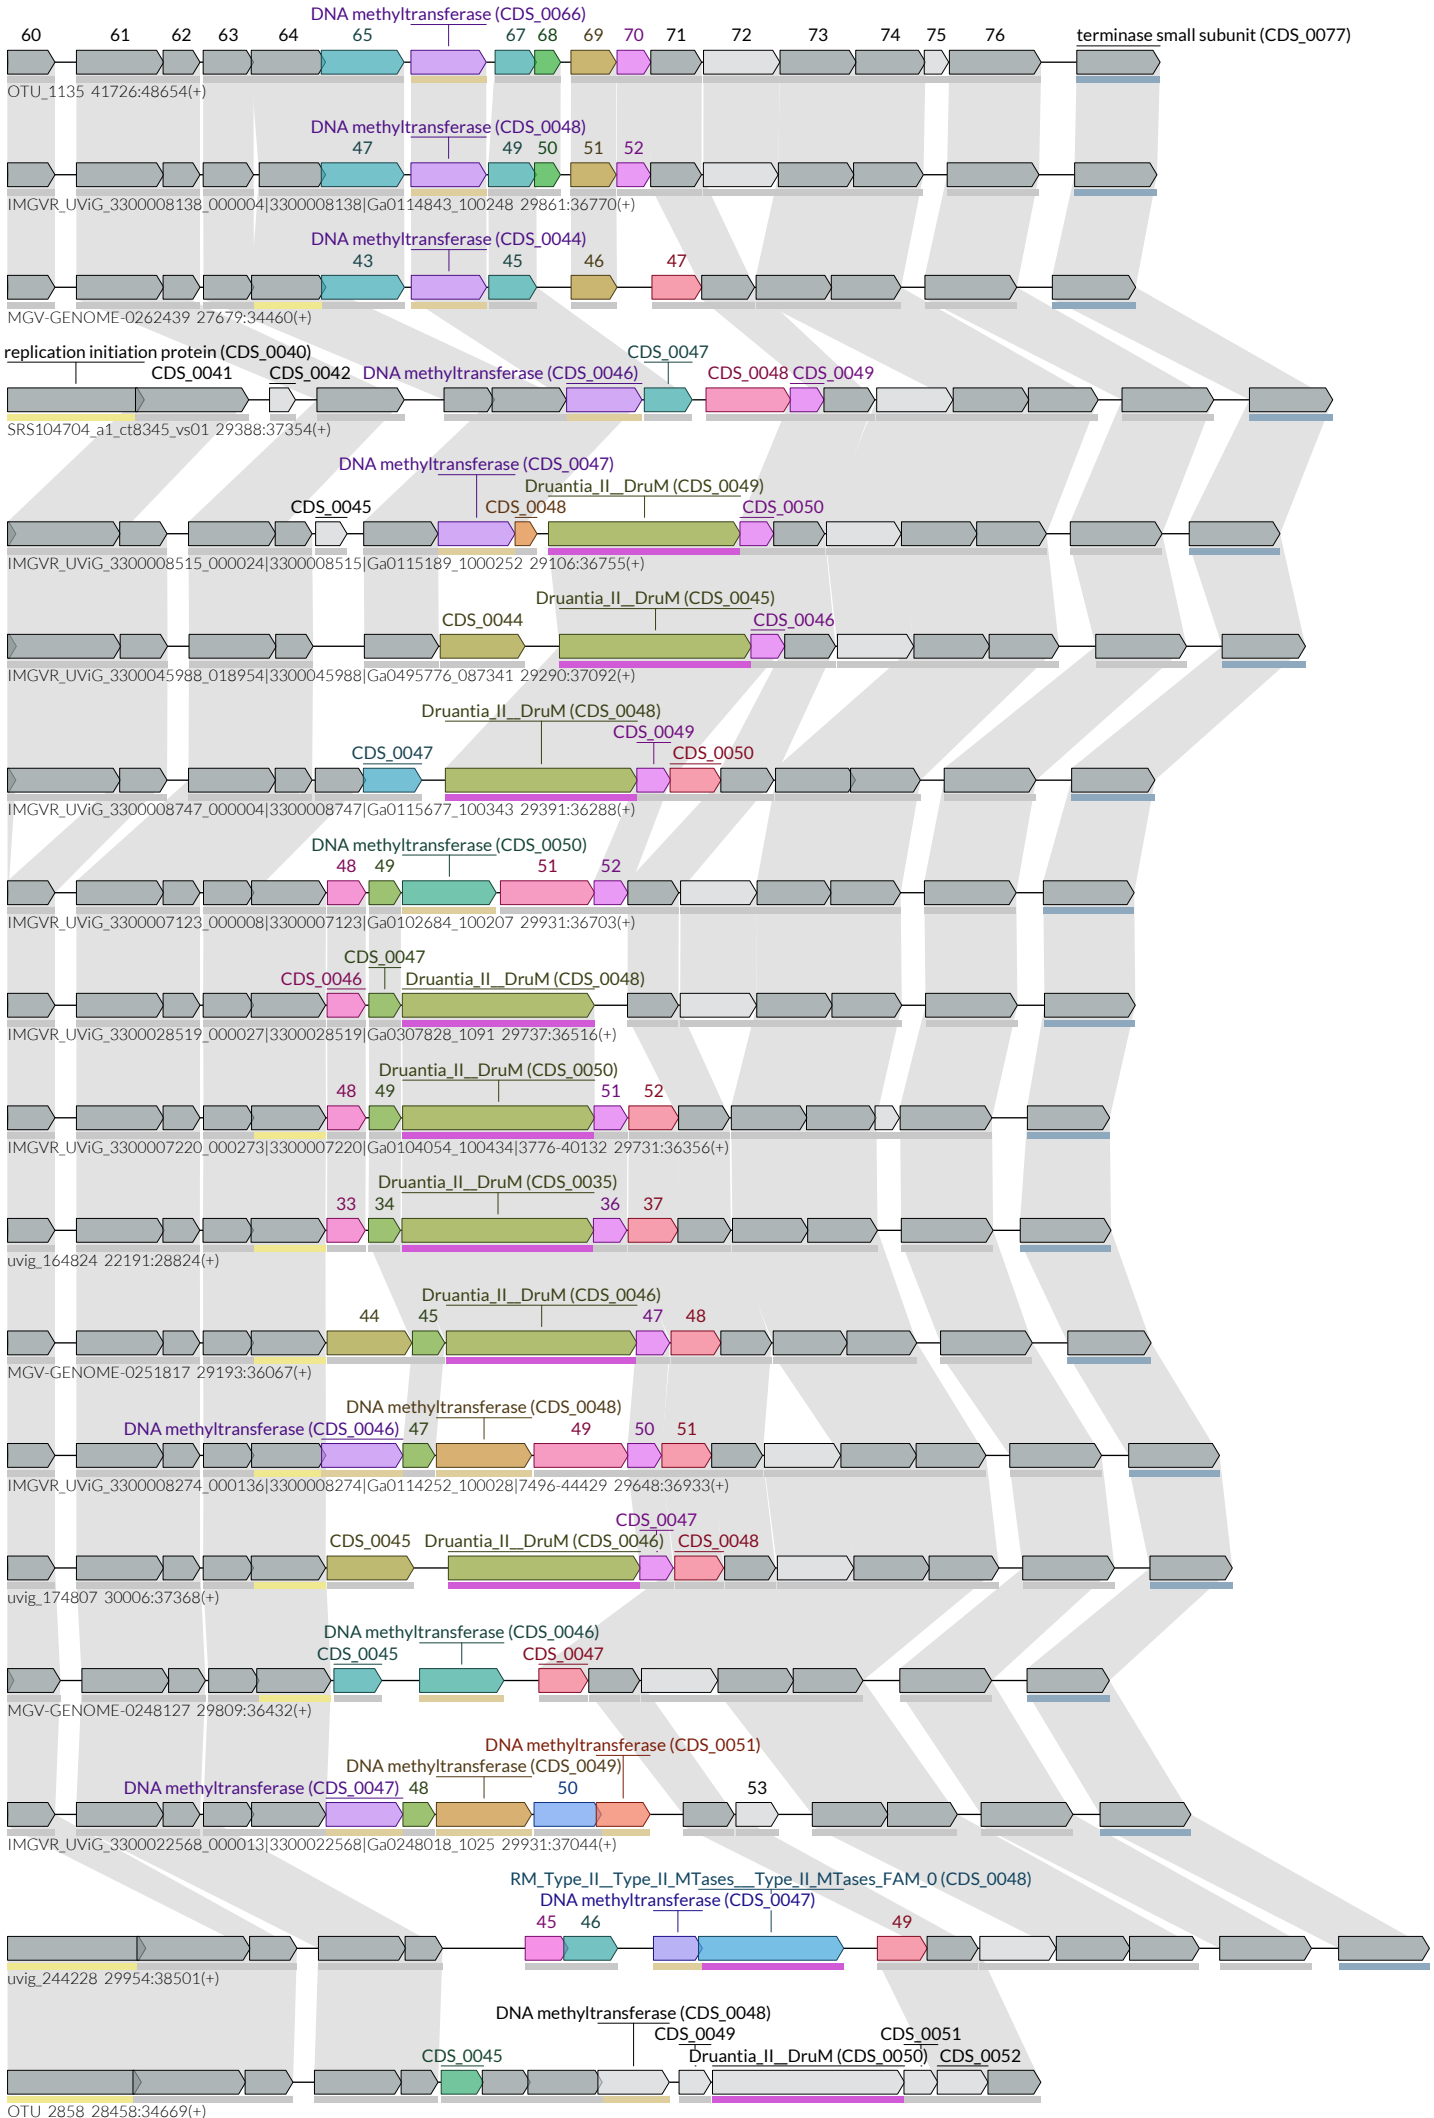 DNA methyltransferase (CDS_0066)
60 61 62 63 64 65 67 68 69 70 71 72 73 74 75 76 terminase small subunit (CDS_0077)
OTU_1135 41726:48654(+)
DNA methyltransferase (CDS_0048)
47 49 50 51 52
IMGVR_UViG_3300008138_000004|3300008138|Ga0114843_100248 29861:36770(+)
DNA methyltransferase (CDS_0044)
43 45 46 47
MGV-GENOME-0262439 27679:34460(+)
replication initiation protein (CDS_0040) CDS_0047
CDS_0041 CDS_0042 DNA methyltransferase (CDS_0046) CDS_0048 CDS_0049
SRS104704_a1_ct8345_vs01 29388:37354(+)
DNA methyltransferase (CDS_0047)
Druantia_II__DruM (CDS_0049)
CDS_0045 CDS_0048 CDS_0050
IMGVR_UViG_3300008515_000024|3300008515|Ga0115189_1000252 29106:36755(+)
Druantia_II__DruM (CDS_0045)
CDS_0044 CDS_0046
IMGVR_UViG_3300045988_018954|3300045988|Ga0495776_087341 29290:37092(+)
Druantia_II__DruM (CDS_0048)
CDS_0049
CDS_0047 CDS_0050
IMGVR_UViG_3300008747_000004|3300008747|Ga0115677_100343 29391:36288(+)
DNA methyltransferase (CDS_0050)
48 49 51 52
IMGVR_UViG_3300007123_000008|3300007123|Ga0102684_100207 29931:36703(+)
CDS_0047
CDS_0046 Druantia_II__DruM (CDS_0048)
IMGVR_UViG_3300028519_000027|3300028519|Ga0307828_1091 29737:36516(+)
Druantia_II__DruM (CDS_0050)
48 49 51 52
IMGVR_UViG_3300007220_000273|3300007220|Ga0104054_100434|3776-40132 29731:36356(+)
Druantia_II__DruM (CDS_0035)
33 34 36 37
uvig_164824 22191:28824(+)
Druantia_II__DruM (CDS_0046)
44 45 47 48
MGV-GENOME-0251817 29193:36067(+)
DNA methyltransferase (CDS_0048)
DNA methyltransferase (CDS_0046) 47 49 50 51
IMGVR_UViG_3300008274_000136|3300008274|Ga0114252_100028|7496-44429 29648:36933(+)
CDS_0047
CDS_0045 Druantia_II__DruM (CDS_0046) CDS_0048
uvig_174807 30006:37368(+)
DNA methyltransferase (CDS_0046)
CDS_0045 CDS_0047
MGV-GENOME-0248127 29809:36432(+)
DNA methyltransferase (CDS_0051)
DNA methyltransferase (CDS_0049)
DNA methyltransferase (CDS_0047) 48 50 53
IMGVR_UViG_3300022568_000013|3300022568|Ga0248018_1025 29931:37044(+)
RM_Type_II__Type_II_MTases___Type_II_MTases_FAM_0 (CDS_0048)
DNA methyltransferase (CDS_0047)
45 46 49
uvig_244228 29954:38501(+)
DNA methyltransferase (CDS_0048)
CDS_0049 CDS_0051
CDS_0045 Druantia_II__DruM (CDS_0050) CDS_0052
OTU_2858 28458:34669(+)